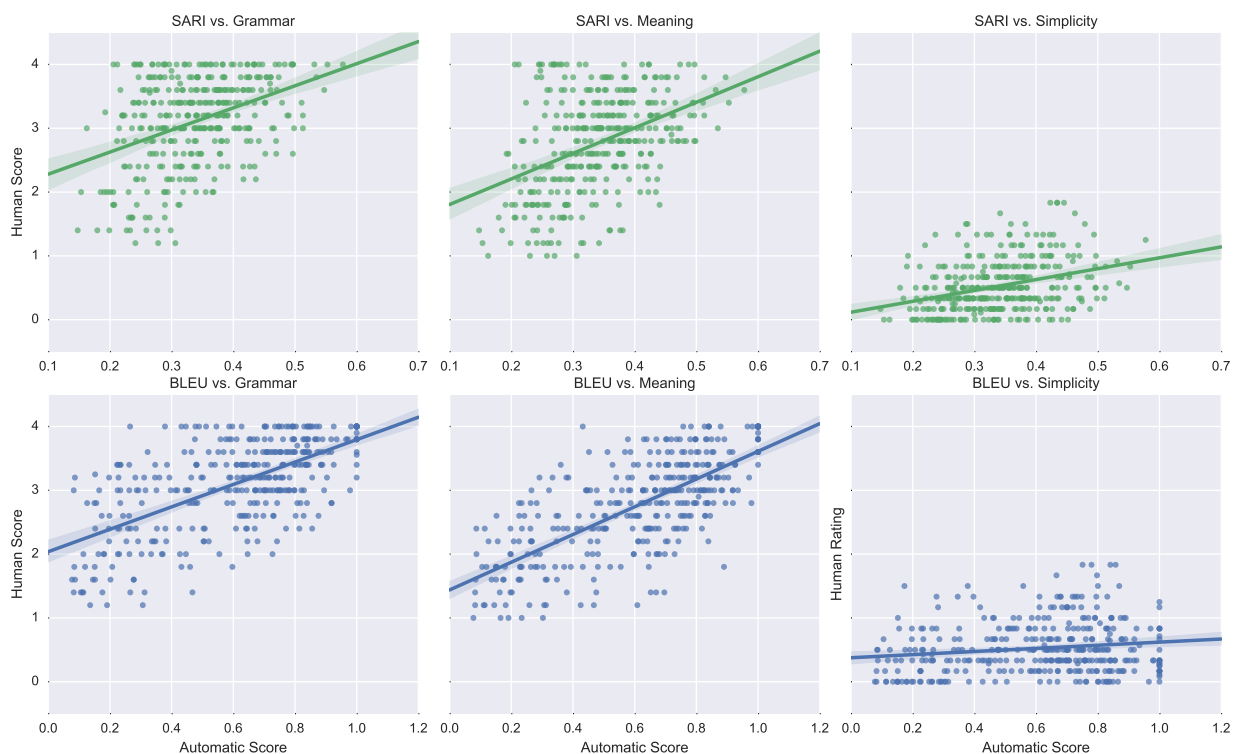 SARI vs. Grammar
SARI vs. Meaning
SARI vs. Simplicity
Human Score
4
3
2
1
0
0.1 0.2 0.3 0.4 0.5 0.6 0.7
0.1 0.2 0.3 0.4 0.5 0.6 0.7
0.1 0.2 0.3 0.4 0.5 0.6 0.7
BLEU vs. Grammar
BLEU vs. Meaning
BLEU vs. Simplicity
Human Score
4
3
2
1
0
Human Rating
0.0 0.2 0.4 0.6 0.8 1.0 1.2
0.0 0.2 0.4 0.6 0.8 1.0 1.2
0.0 0.2 0.4 0.6 0.8 1.0 1.2
Automatic Score
Automatic Score
Automatic Score